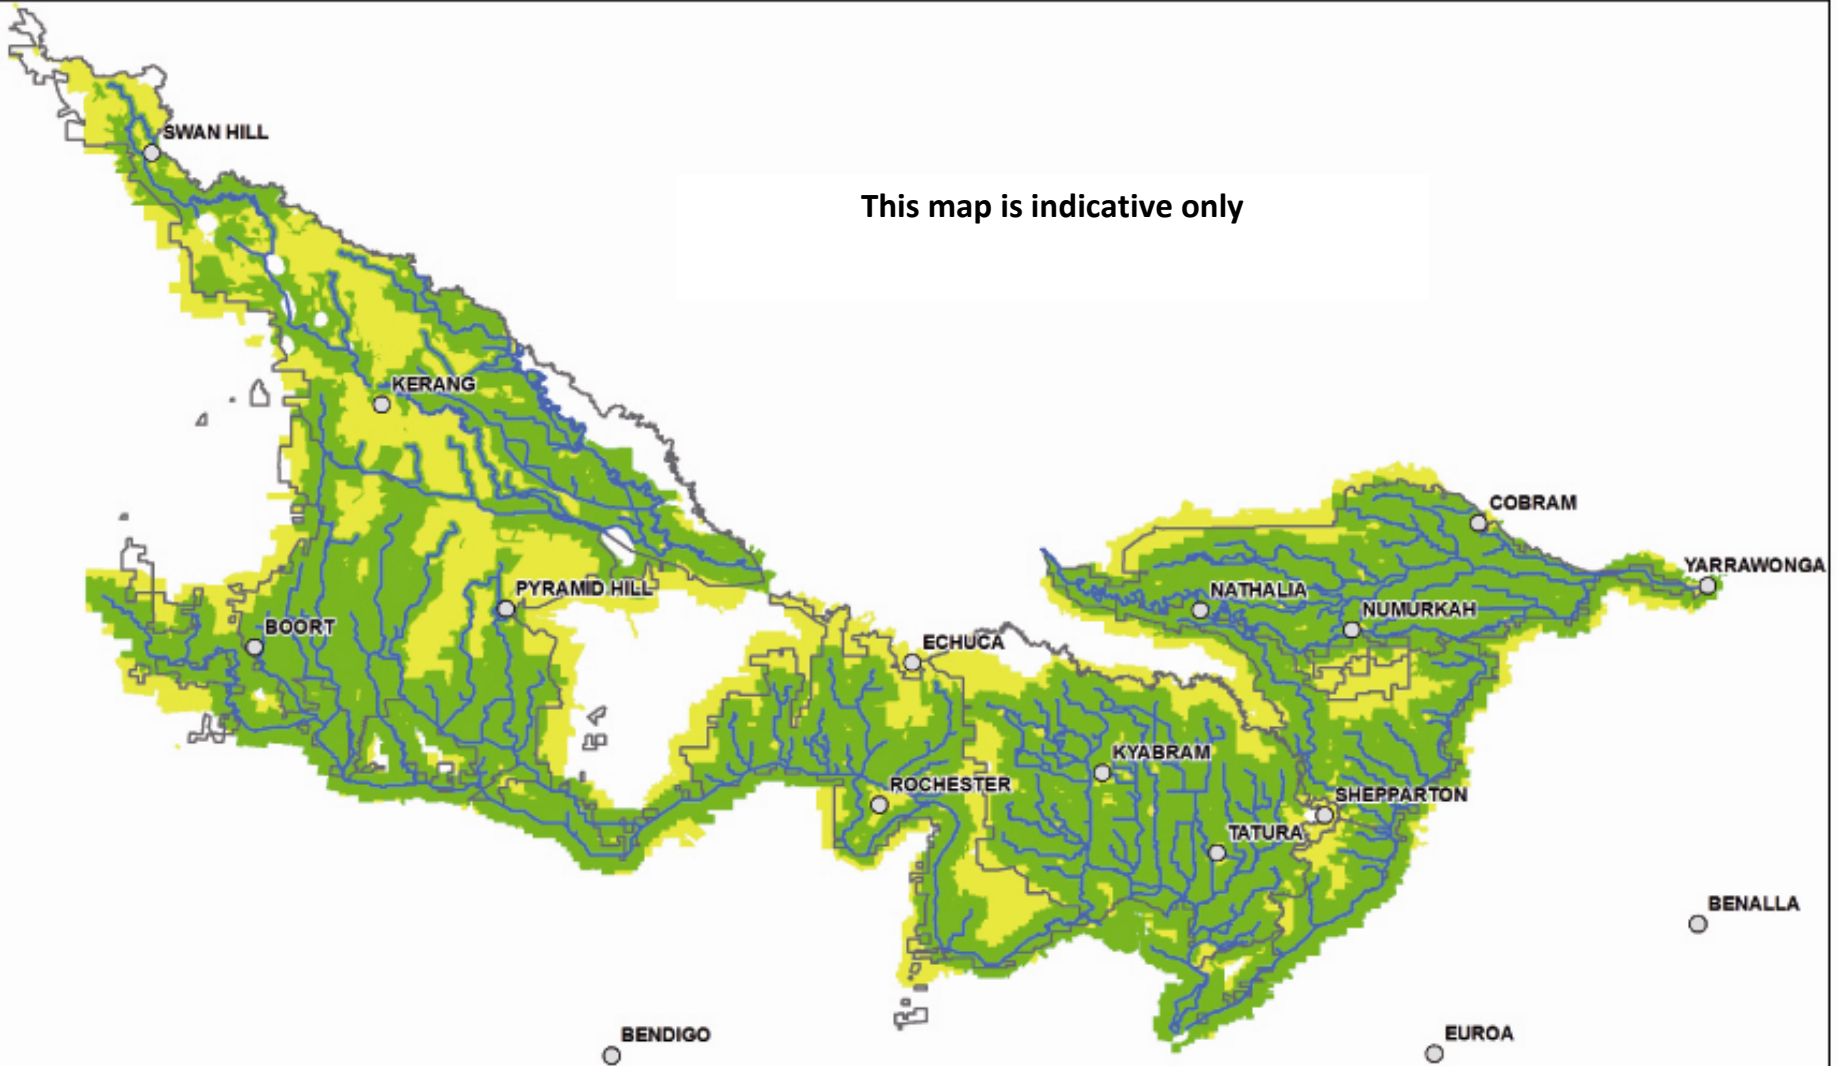 SWAN HILL
This map is indicative only
KERANG
COBRAM
YARRAWONGA
PYRAMID HILL
NATHALIA
NUMURKAH
BOORT
ECHUCA
KYABRAM
ROCHESTER
SHEPPARTON
TATURA
BENALLA
BENDIGO
EUROA